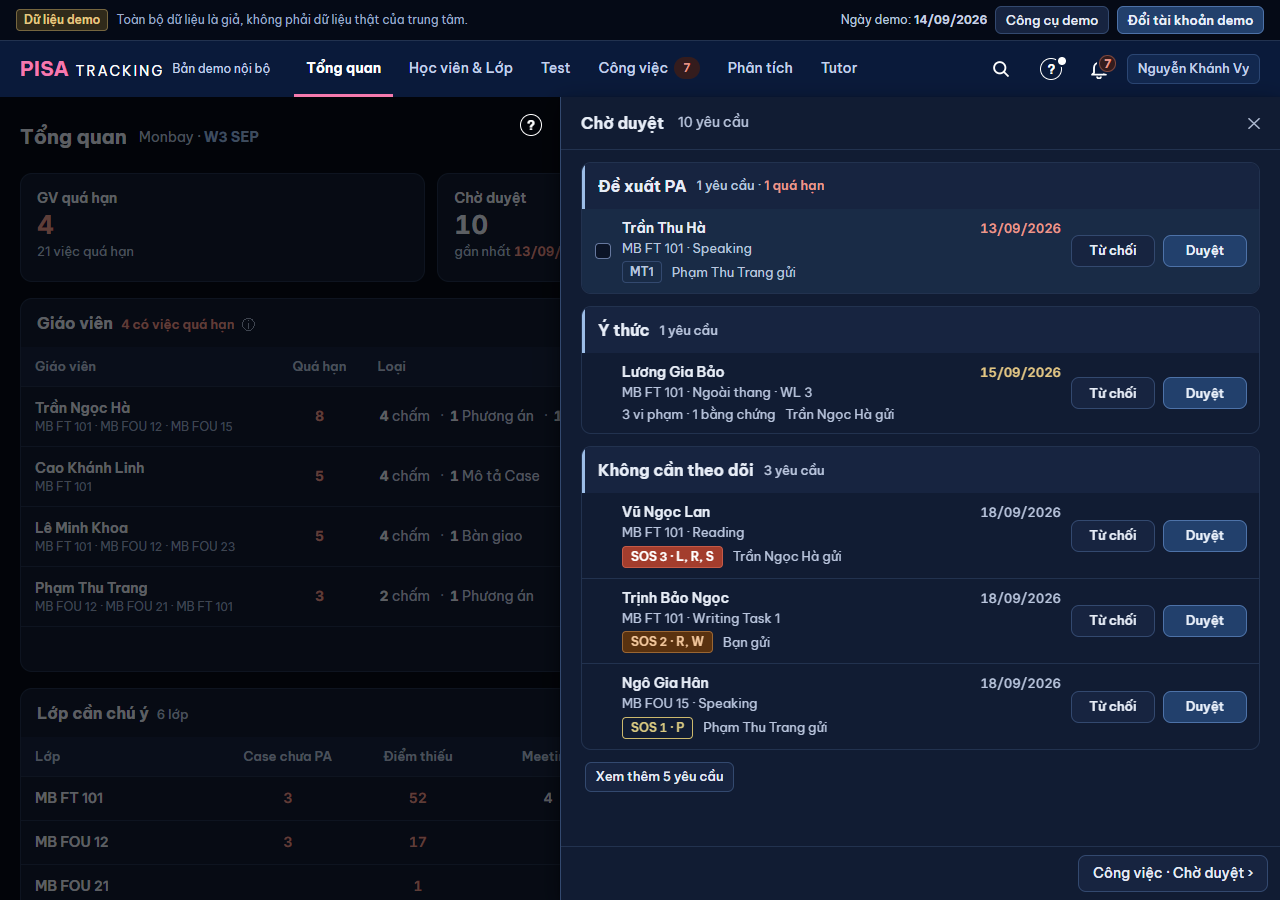 Dữ liệu demo Toàn bộ dữ liệu là giả, không phải dữ liệu thật của trung tâm. Ngày demo: 14/09/2026 Công cụ demo Đổi tài khoản demo
PISA TRACKING Bản demo nội bộ Tổng quan Học viên & Lớp Test Công việc 7 Phân tích Tutor ? 7 Nguyễn Khánh Vy
Tổng quan Monbay · W3 SEP ?
GV quá hạn
4
21 việc quá hạn
Chờ duyệt
10
gần nhất 13/09/
Giáo viên 4 có việc quá hạn
Giáo viên Quá hạn Loại
Trần Ngọc Hà
MB FT 101 · MB FOU 12 · MB FOU 15
8 4 chấm · 1 Phương án · 1
Cao Khánh Linh
MB FT 101
5 4 chấm · 1 Mô tả Case
Lê Minh Khoa
MB FT 101 · MB FOU 12 · MB FOU 23
5 4 chấm · 1 Bàn giao
Phạm Thu Trang
MB FOU 12 · MB FOU 21 · MB FT 101
3 2 chấm · 1 Phương án
Lớp cần chú ý 6 lớp
Lớp Case chưa PA Điểm thiếu
MB FT 101 3 52 4
MB FOU 12 3 17
MB FOU 21 1
Chờ duyệt 10 yêu cầu
Đề xuất PA 1 yêu cầu · 1 quá hạn
Trần Thu Hà 13/09/2026
MB FT 101 · Speaking
MT1 Phạm Thu Trang gửi
Từ chối Duyệt
Ý thức 1 yêu cầu
Lương Gia Bảo 15/09/2026
MB FT 101 · Ngoài thang · WL 3
3 vi phạm · 1 bằng chứng Trần Ngọc Hà gửi
Từ chối Duyệt
Không cần theo dõi 3 yêu cầu
Vũ Ngọc Lan 18/09/2026
MB FT 101 · Reading
SOS 3 · L, R, S Trần Ngọc Hà gửi
Từ chối Duyệt
Trịnh Bảo Ngọc 18/09/2026
MB FT 101 · Writing Task 1
SOS 2 · R, W Bạn gửi
Từ chối Duyệt
Ngô Gia Hân 18/09/2026
MB FOU 15 · Speaking
SOS 1 · P Phạm Thu Trang gửi
Từ chối Duyệt
Xem thêm 5 yêu cầu
Công việc · Chờ duyệt ›